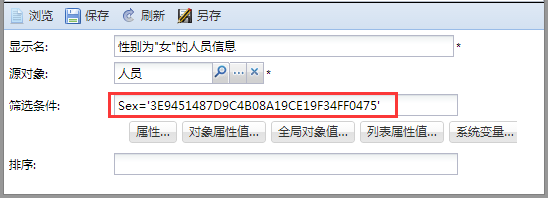 浏览 保存 刷新 另存
显示名: 性别为"女"的人员信息 *
源对象: 人员 ... *
筛选条件: Sex='3E9451487D9C4B08A19CE19F34FF0475'
属性... 对象属性值... 全局对象值... 列表属性值... 系统变量...
排序: